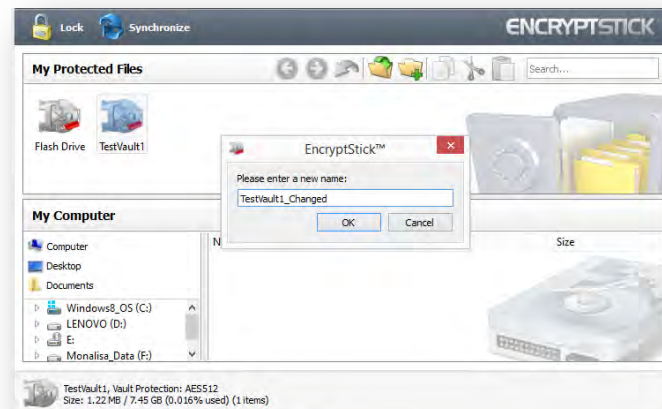 Lock Synchronize ENCRYPTSTICK
My Protected Files Search...
Flash Drive TestVault1
EncryptStick™
Please enter a new name:
TestVault1_Changed
OK Cancel
My Computer
Computer N Size
Desktop
Documents
Windows8_OS (C:)
LENOVO (D:)
E:
Monalisa_Data (F:)
TestVault1, Vault Protection: AES512
Size: 1.22 MB / 7.45 GB (0.016% used) (1 items)